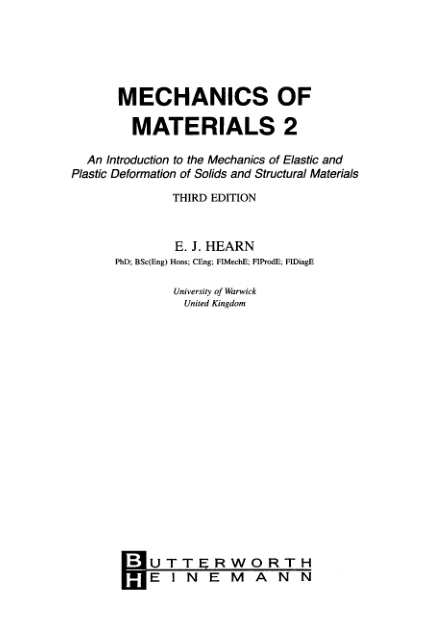 MECHANICS OF
MATERIALS 2
An Introduction to the Mechanics of Elastic and
Plastic Deformation of Solids and Structural Materials
THIRD EDITION
E. J. HEARN
PhD; BSc(Eng) Hons; CEng; FIMechE; FIProdE; FIDiagE
University of Warwick
United Kingdom
BUTTERWORTH
HEINEMANN